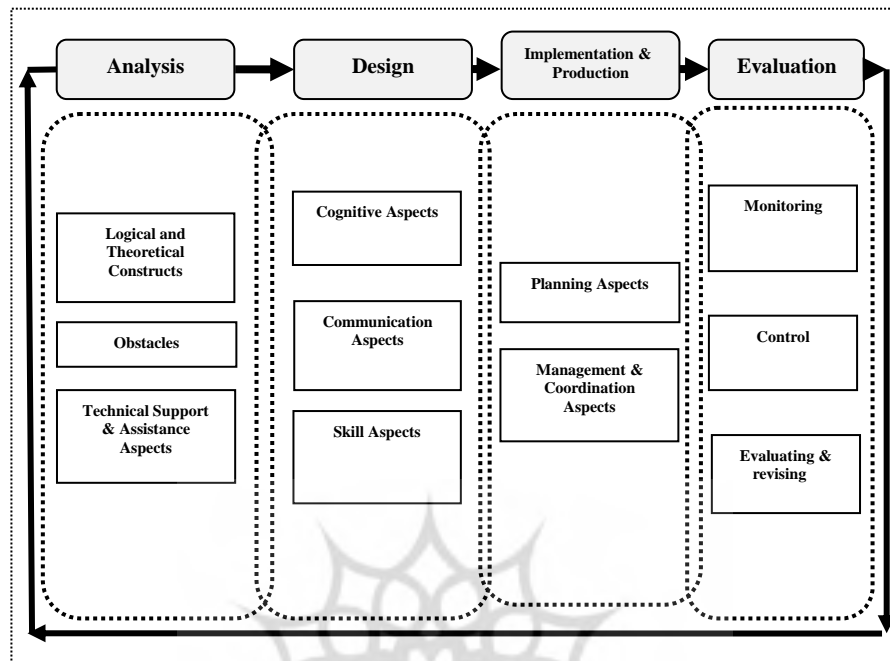 Analysis
Design
Implementation &
Production
Evaluation
Logical and
Theoretical
Constructs
Obstacles
Technical Support
& Assistance
Aspects
Cognitive Aspects
Communication
Aspects
Skill Aspects
Planning Aspects
Management &
Coordination
Aspects
Monitoring
Control
Evaluating &
revising